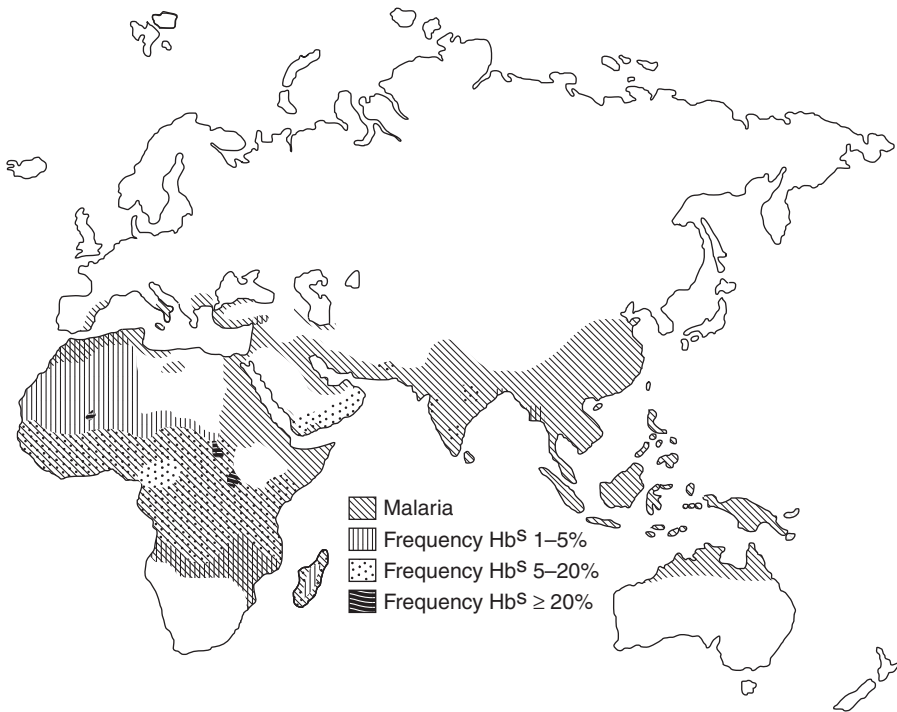 Malaria
Frequency Hbˢ 1–5%
Frequency Hbˢ 5–20%
Frequency Hbˢ ≥ 20%